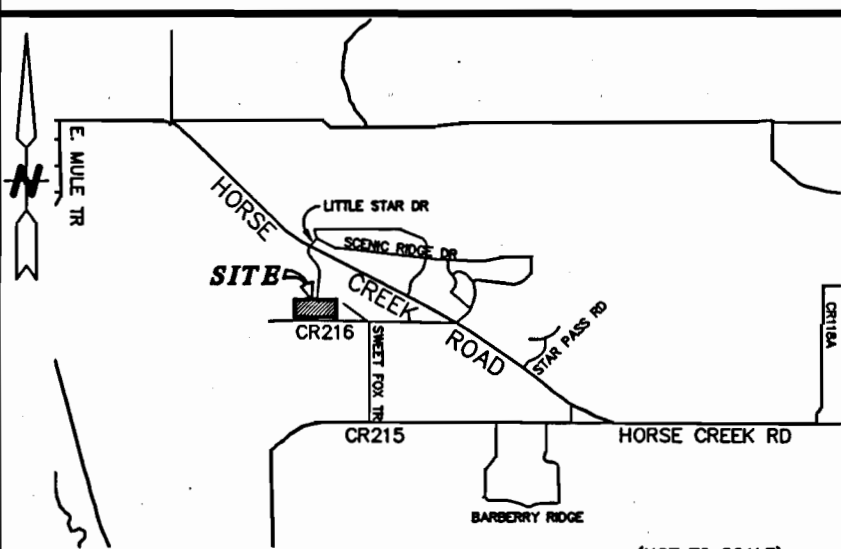 N
E. MULE TR
HORSE CREEK ROAD
LITTLE STAR DR
SCENIC RIDGE DR
SITE
CR216
SWEET FOX TR
STAR PASS RD
CR118A
CR215
HORSE CREEK RD
BARBERRY RIDGE